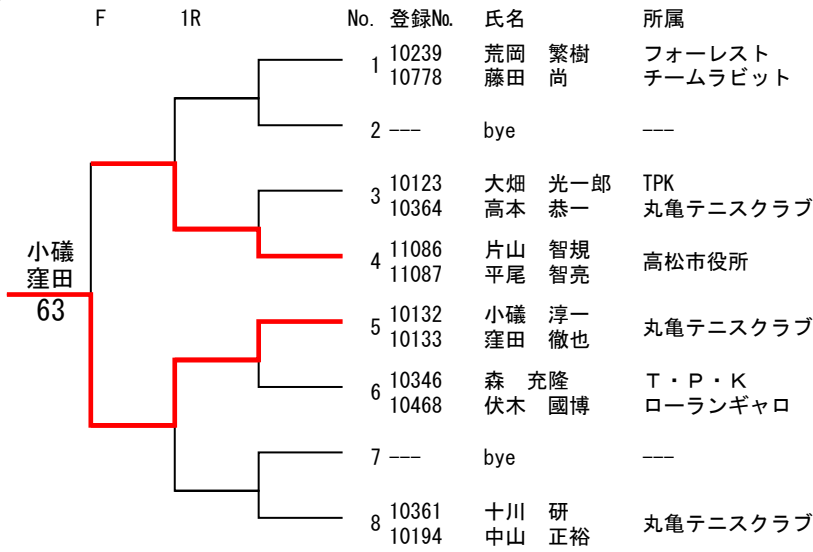 F 1R No. 登録№ 氏名 所属
1 10239 荒岡 繁樹 フォーレスト
10778 藤田 尚 チームラビット
2 --- bye ---
3 10123 大畑 光一郎 TPK
10364 高本 恭一 丸亀テニスクラブ
4 11086 片山 智規 高松市役所
11087 平尾 智亮
小磯
窪田
63
5 10132 小磯 淳一 丸亀テニスクラブ
10133 窪田 徹也
6 10346 森 充隆 T・P・K
10468 伏木 國博 ローランギャロ
7 --- bye ---
8 10361 十川 研 丸亀テニスクラブ
10194 中山 正裕